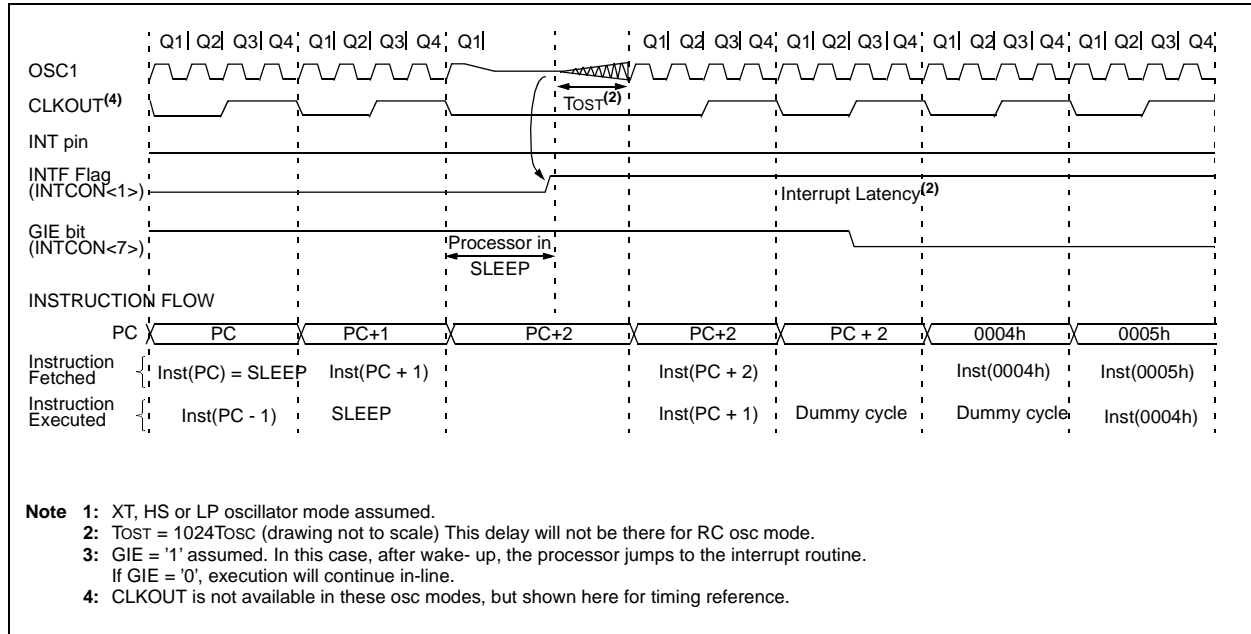 Q1 Q2 Q3 Q4 Q1 Q2 Q3 Q4 Q1 Q1 Q2 Q3 Q4 Q1 Q2 Q3 Q4 Q1 Q2 Q3 Q4 Q1 Q2 Q3 Q4
OSC1
CLKOUT(4)
TOST(2)
INT pin
INTF Flag
(INTCON<1>)
Interrupt Latency(2)
GIE bit
(INTCON<7>)
Processor in
SLEEP
INSTRUCTION FLOW
PC PC PC+1 PC+2 PC+2 PC + 2 0004h 0005h
Instruction
Fetched
Inst(PC) = SLEEP Inst(PC + 1) Inst(PC + 2) Inst(0004h) Inst(0005h)
Instruction
Executed
Inst(PC - 1) SLEEP Inst(PC + 1) Dummy cycle Dummy cycle Inst(0004h)
Note 1: XT, HS or LP oscillator mode assumed.
2: TOST = 1024TOSC (drawing not to scale) This delay will not be there for RC osc mode.
3: GIE = '1' assumed. In this case, after wake- up, the processor jumps to the interrupt routine.
If GIE = '0', execution will continue in-line.
4: CLKOUT is not available in these osc modes, but shown here for timing reference.